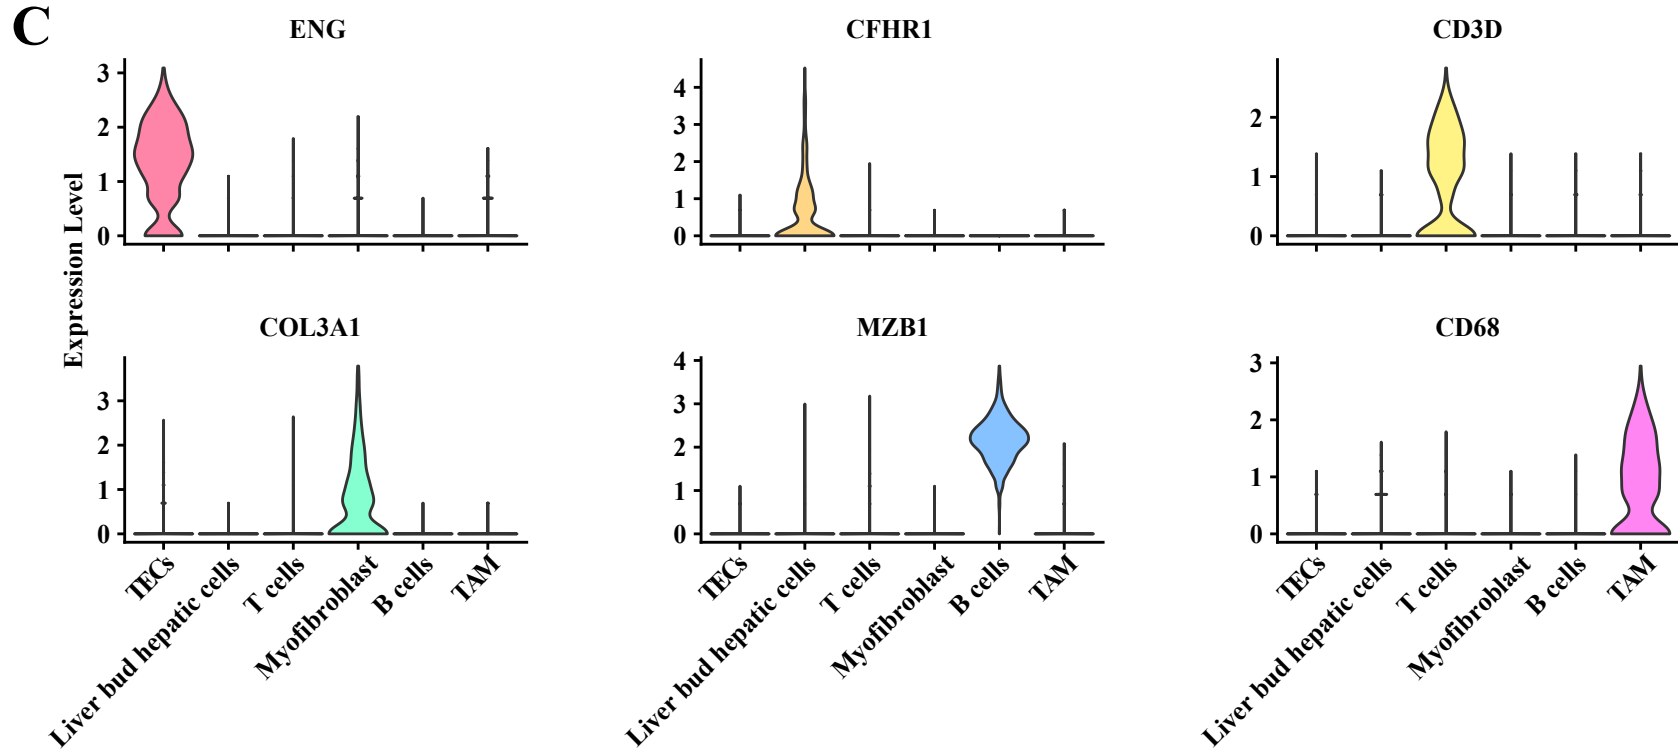 C
ENG
CFHR1
CD3D
Expression Level
3
2
1
0
4
3
2
1
0
2
1
0
COL3A1
MZB1
CD68
3
2
1
0
4
3
2
1
0
3
2
1
0
TECs
Liver bud hepatic cells
T cells
Myofibroblast
B cells
TAM
TECs
Liver bud hepatic cells
T cells
Myofibroblast
B cells
TAM
TECs
Liver bud hepatic cells
T cells
Myofibroblast
B cells
TAM